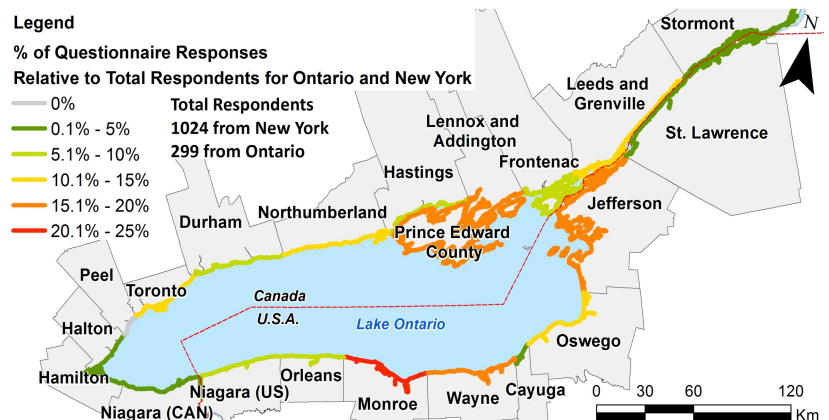 Legend
% of Questionnaire Responses
Relative to Total Respondents for Ontario and New York
0%
0.1% - 5%
5.1% - 10%
10.1% - 15%
15.1% - 20%
20.1% - 25%
Total Respondents
1024 from New York
299 from Ontario
Stormont
N
Leeds and
Grenville
St. Lawrence
Lennox and
Addington
Frontenac
Hastings
Jefferson
Northumberland
Durham
Prince Edward
County
Peel
Toronto
Canada
U.S.A.
Lake Ontario
Halton
Oswego
Hamilton
Niagara (US)
Orleans
Cayuga
Monroe
Wayne
Niagara (CAN)
0 30 60 120
Km